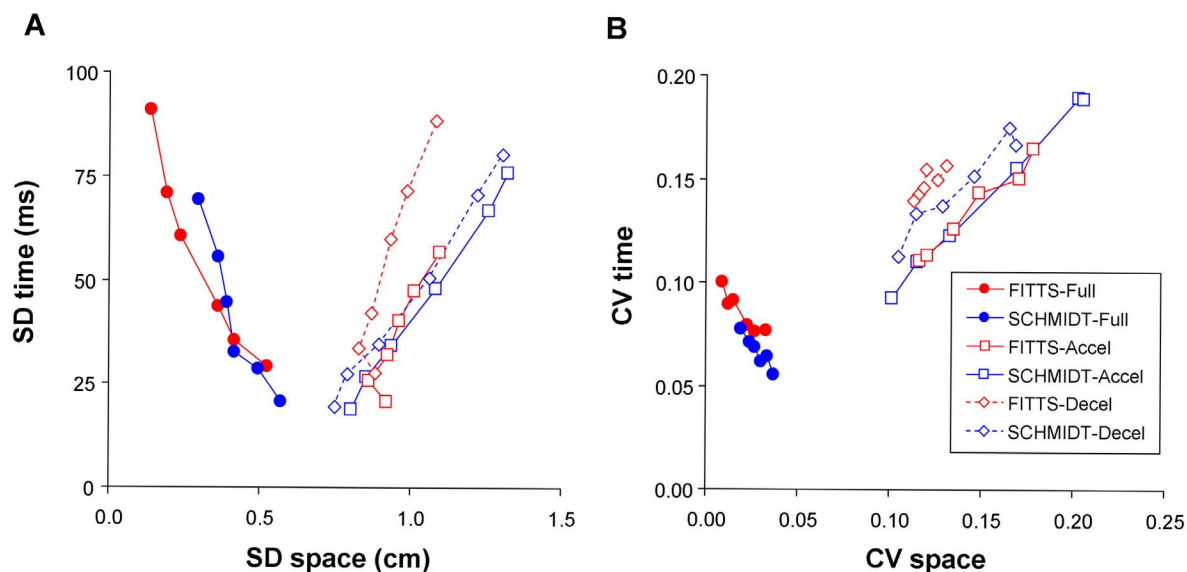 A
B
100
75
50
25
0
SD time (ms)
0.0 0.5 1.0 1.5
SD space (cm)
0.20
0.15
0.10
0.05
0.00
CV time
0.00 0.05 0.10 0.15 0.20 0.25
CV space
FITTS-Full
SCHMIDT-Full
FITTS-Accel
SCHMIDT-Accel
FITTS-Decel
SCHMIDT-Decel